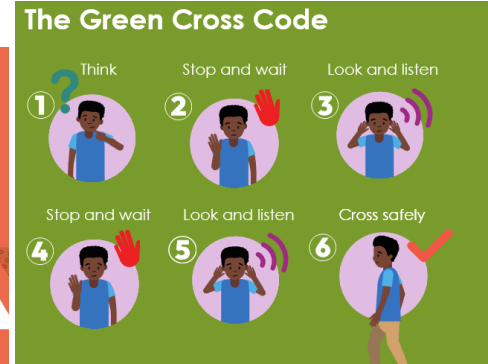 The Green Cross Code
Think
Stop and wait
Look and listen
1
?
2
3
Stop and wait
Look and listen
Cross safely
4
5
6